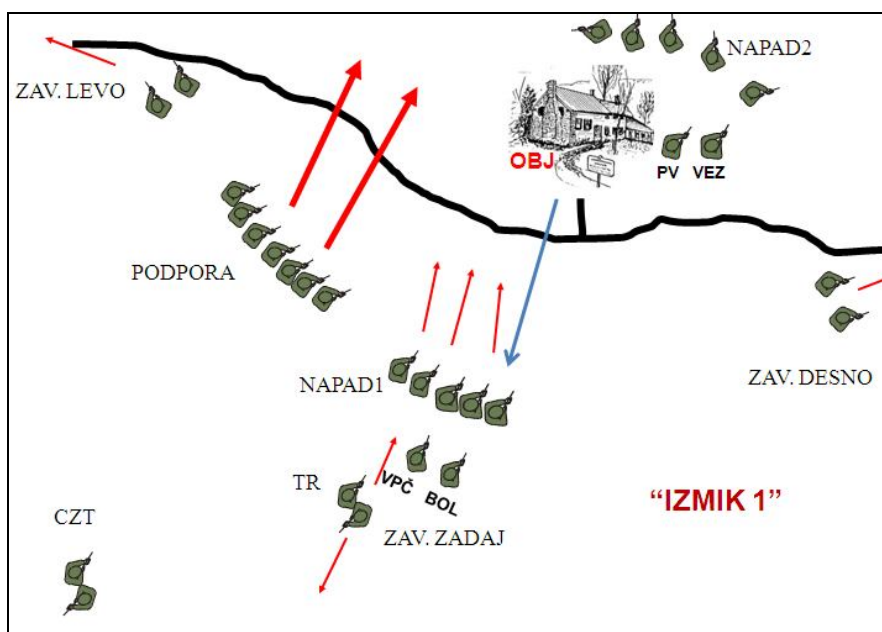 NAPAD2
ZAV. LEVO
OBJ
PV
VEZ
PODPORA
NAPAD1
ZAV. DESNO
TR
VPČ
BOL
“IZMIK 1”
CZT
ZAV. ZADAJ